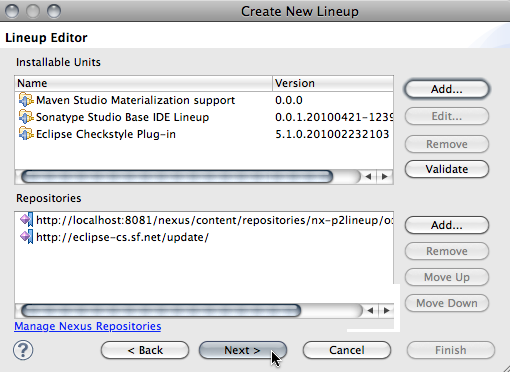 Create New Lineup
Lineup Editor
Installable Units
Name Version
Maven Studio Materialization support 0.0.0
Sonatype Studio Base IDE Lineup 0.0.1.20100421-1239
Eclipse Checkstyle Plug-in 5.1.0.201002232103
Add...
Edit...
Remove
Validate
Repositories
http://localhost:8081/nexus/content/repositories/nx-p2lineup/o
http://eclipse-cs.sf.net/update/
Add...
Remove
Move Up
Move Down
Manage Nexus Repositories
? < Back Next > Cancel Finish